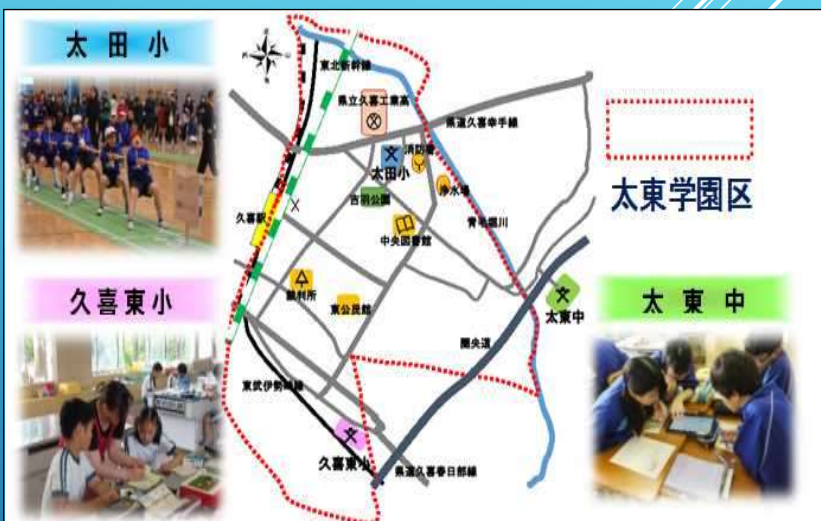 太田小
東北新幹線
県立久喜工業高
県道久喜幸手線
消防署
太田小
浄水場
吉羽公園
久喜駅
青毛堀川
中央図書館
太東学園区
久喜東小
裁判所
東公民館
太東中
太東中
圏央道
東武伊勢崎線
久喜東小
県道久喜春日部線